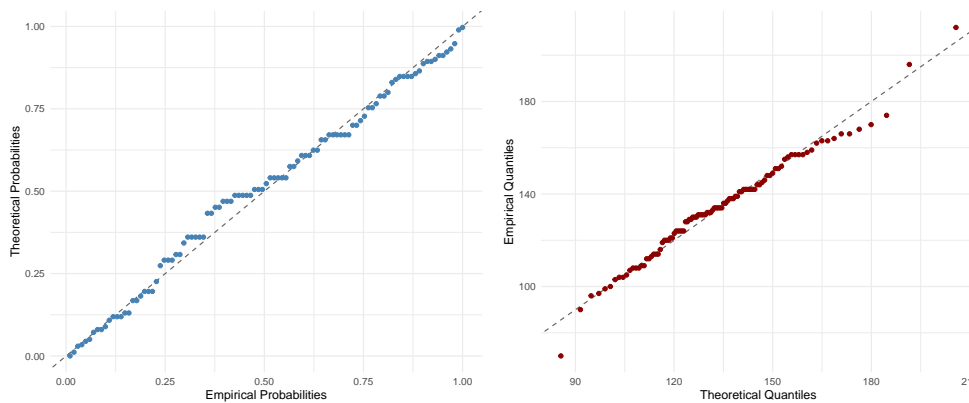 1.00
0.75
0.50
0.25
0.00
Theoretical Probabilities
0.00 0.25 0.50 0.75 1.00
Empirical Probabilities
180
140
100
Empirical Quantiles
90 120 150 180 21
Theoretical Quantiles